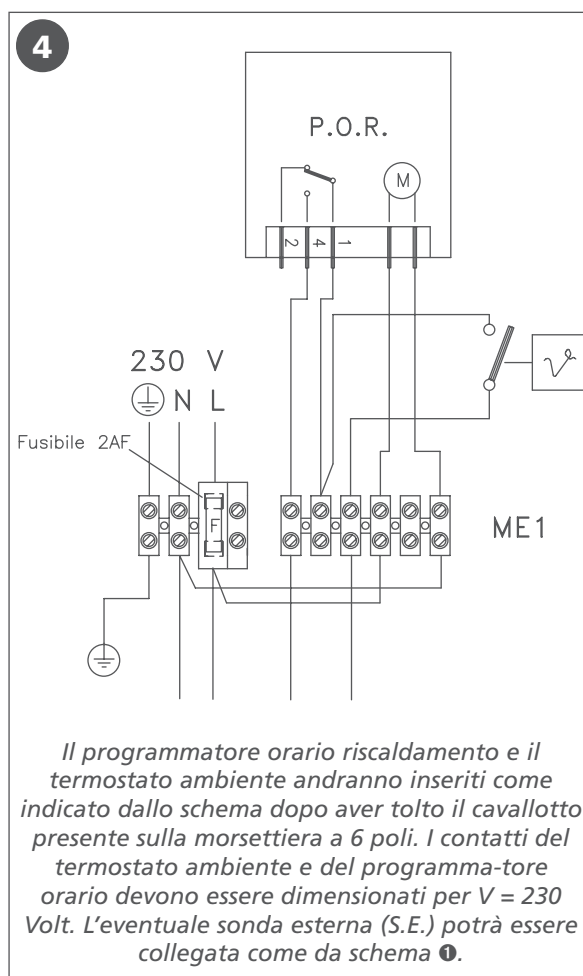 4
P.O.R.
M
2 4 1
230 V
N L
Fusibile 2AF
F
ME1
Il programmatore orario riscaldamento e il
termostato ambiente andranno inseriti come
indicato dallo schema dopo aver tolto il cavallotto
presente sulla morsettiera a 6 poli. I contatti del
termostato ambiente e del programma-tore
orario devono essere dimensionati per V = 230
Volt. L'eventuale sonda esterna (S.E.) potrà essere
collegata come da schema ❶.